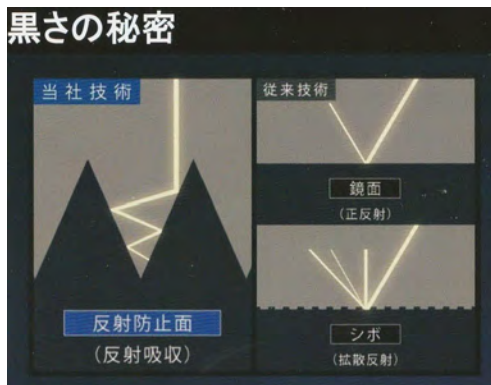 黒さの秘密
当社技術
反射防止面
(反射吸収)
従来技術
鏡面
(正反射)
シボ
(拡散反射)